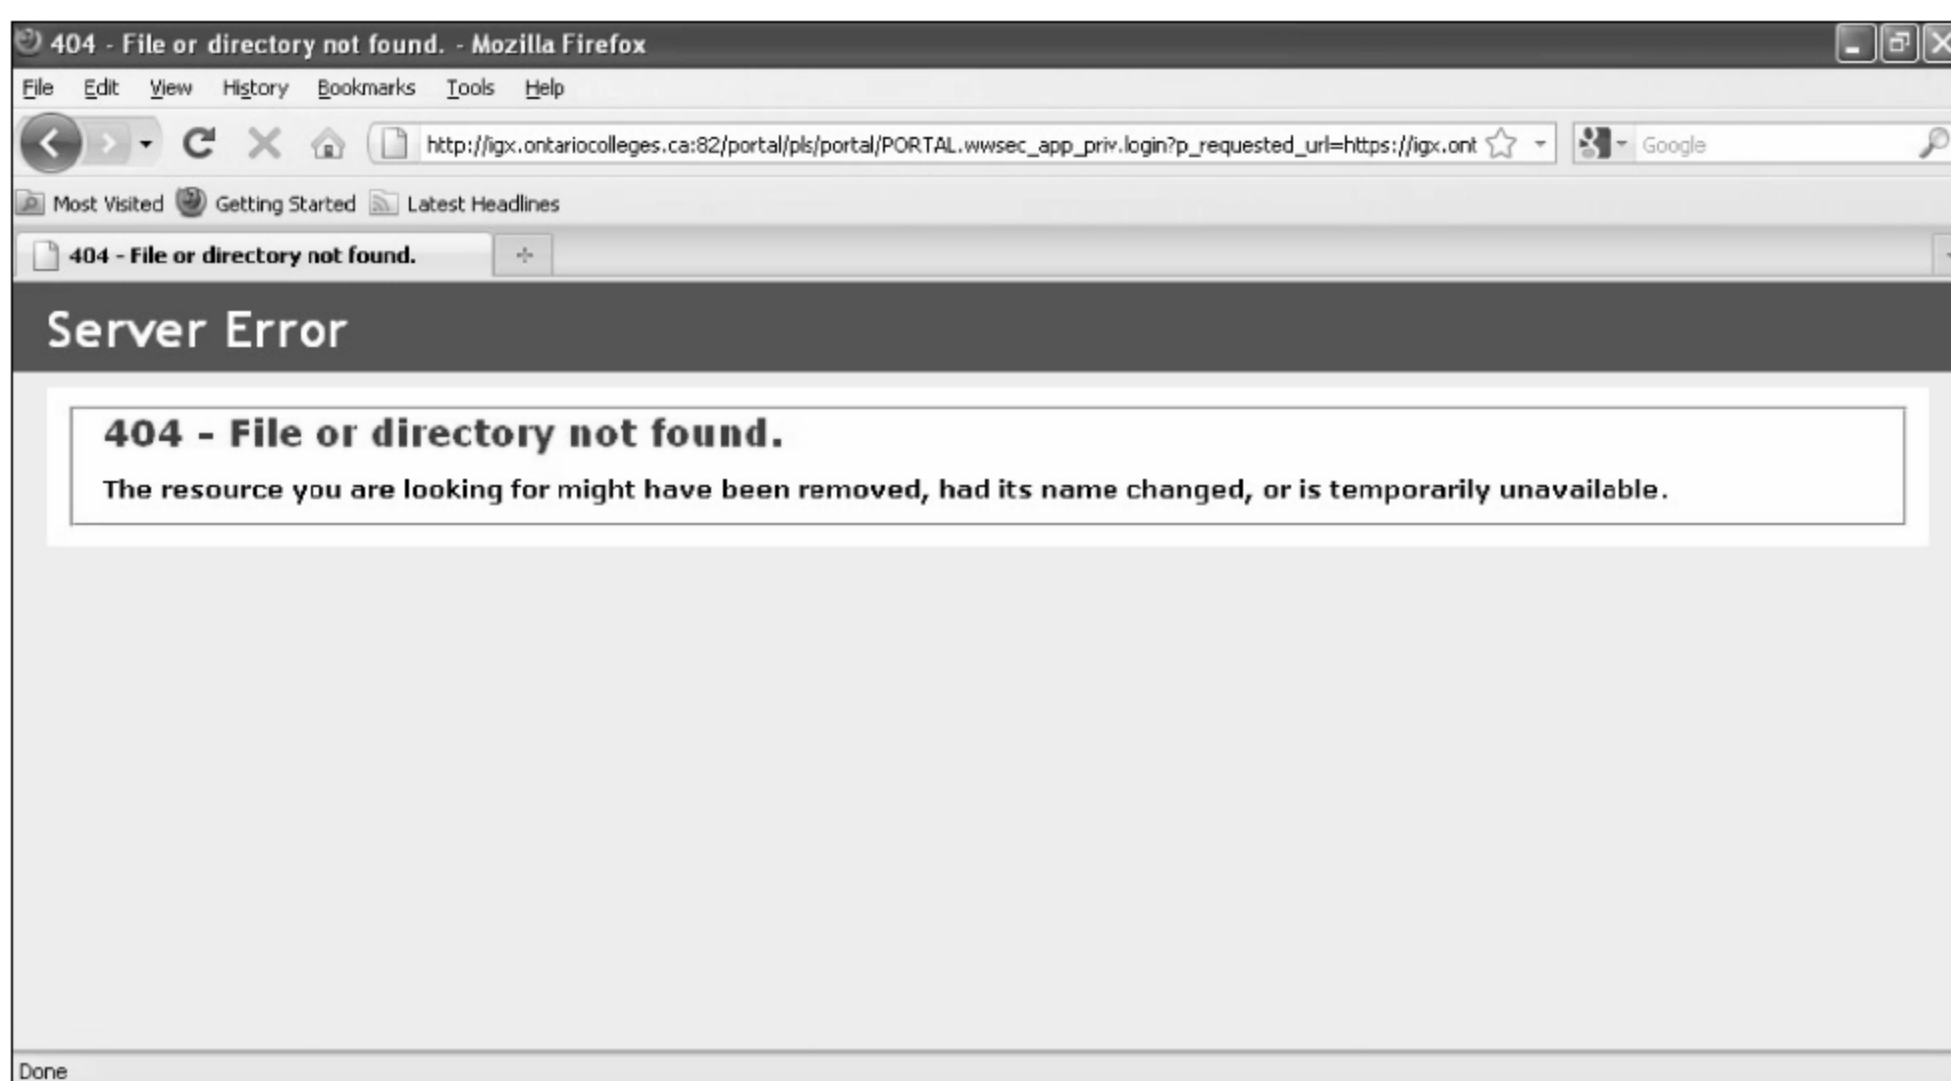 404 - File or directory not found. - Mozilla Firefox
File Edit View History Bookmarks Tools Help
http://igx.ontariocolleges.ca:82/portal/pls/portal/PORTAL.wwsec_app_priv.login?p_requested_url=https://igx.ont Google
Most Visited Getting Started Latest Headlines
404 - File or directory not found.
Server Error
404 - File or directory not found.
The resource you are looking for might have been removed, had its name changed, or is temporarily unavailable.
Done